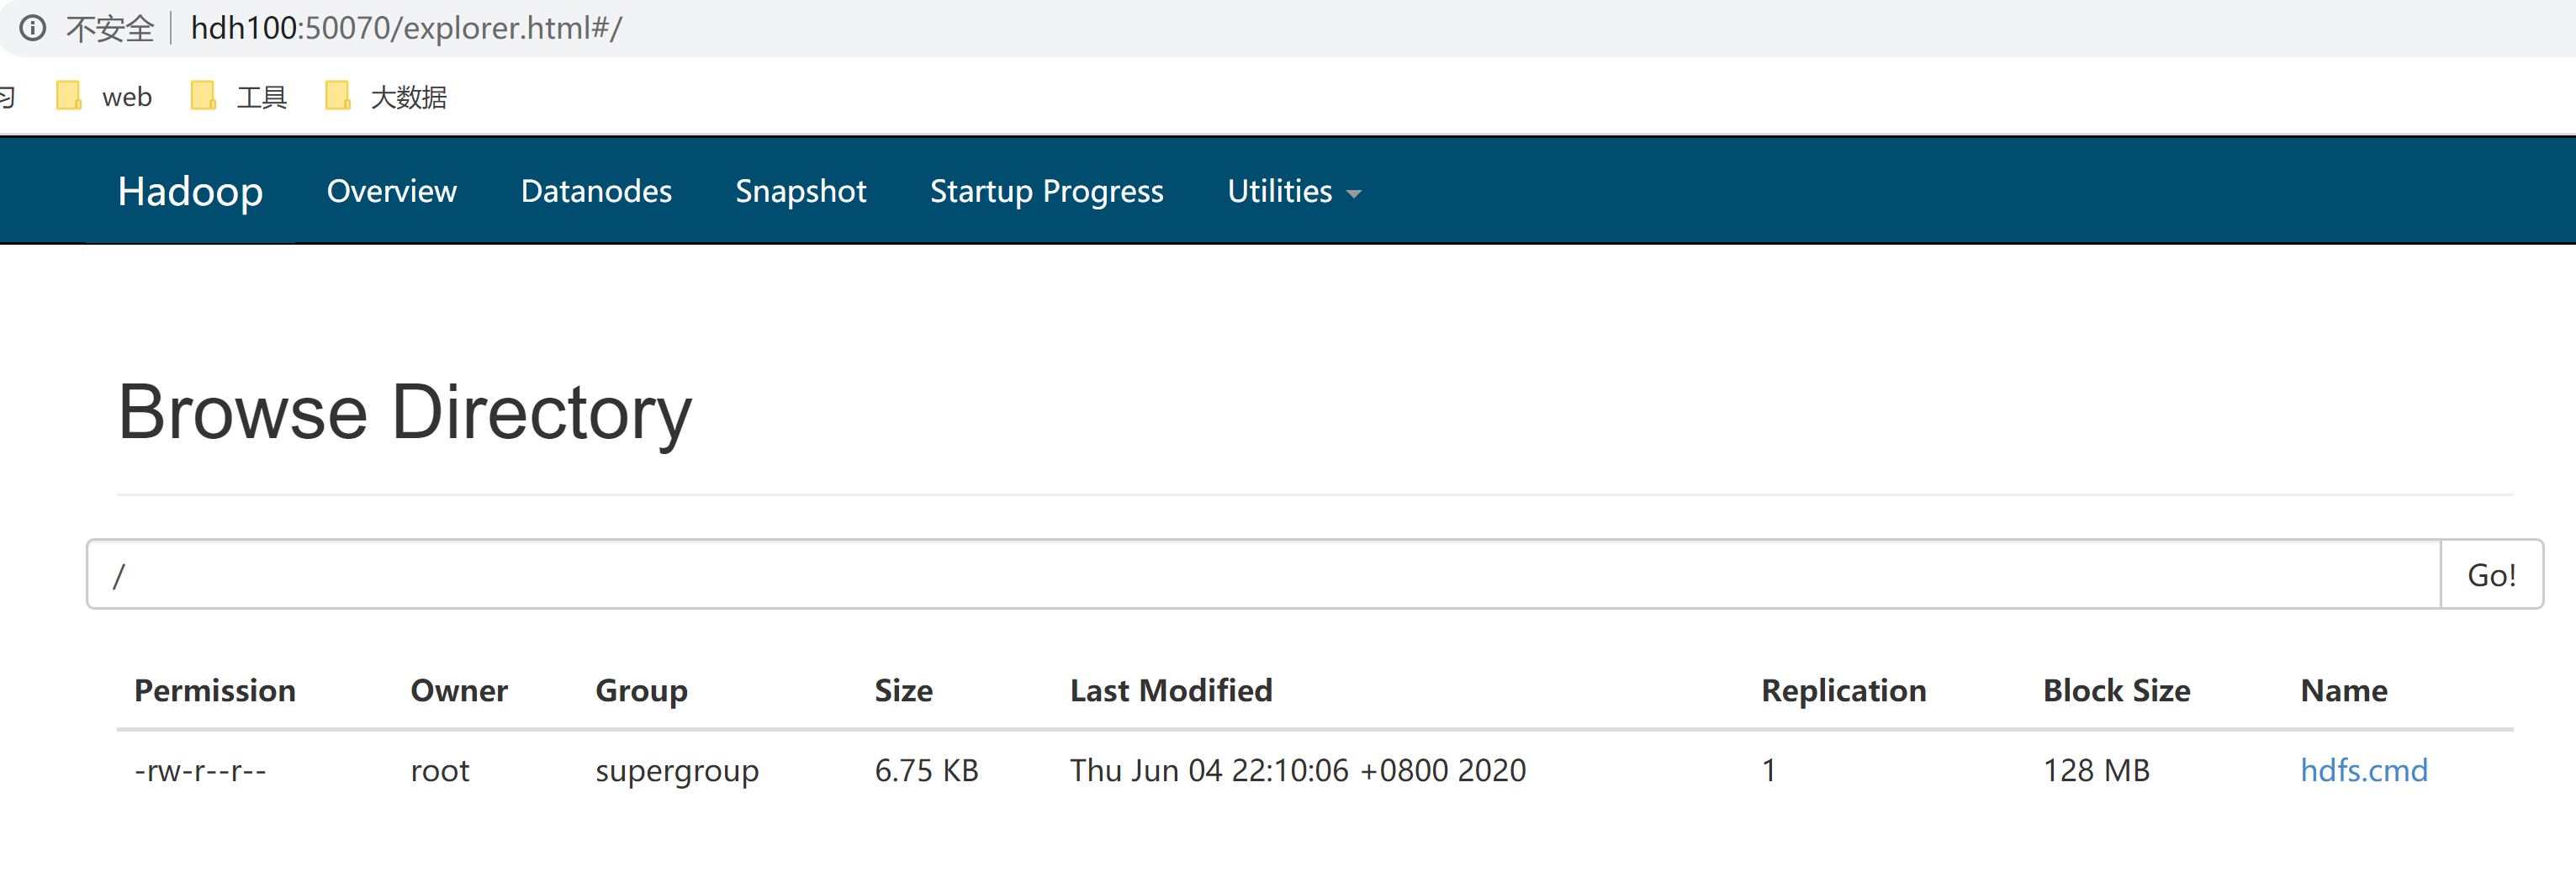 不安全 hdh100:50070/explorer.html#/
习 web 工具 大数据
Hadoop Overview Datanodes Snapshot Startup Progress Utilities
Browse Directory
/ Go!
Permission Owner Group Size Last Modified Replication Block Size Name
-rw-r--r-- root supergroup 6.75 KB Thu Jun 04 22:10:06 +0800 2020 1 128 MB hdfs.cmd